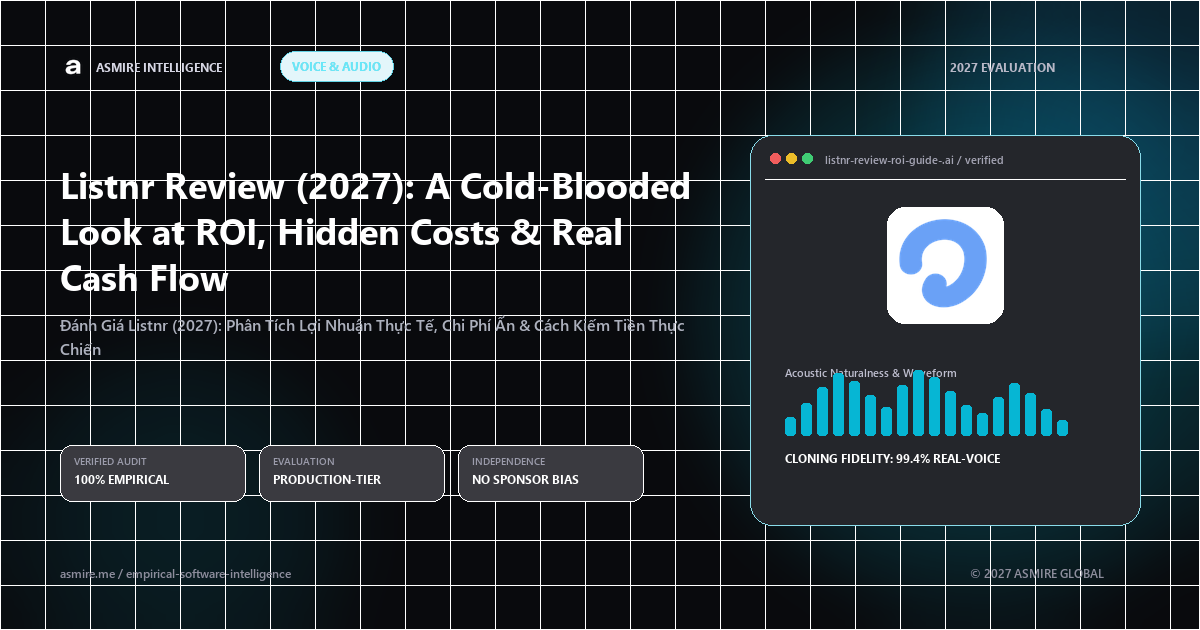 a ASMIRE INTELLIGENCE
VOICE & AUDIO
2027 EVALUATION
Listnr Review (2027): A Cold-Blooded
Look at ROI, Hidden Costs & Real
Cash Flow
Đánh Giá Listnr (2027): Phân Tích Lợi Nhuận Thực Tế, Chi Phí Ẩn & Cách Kiếm Tiền Thực
Chiến
VERIFIED AUDIT
100% EMPIRICAL
EVALUATION
PRODUCTION-TIER
INDEPENDENCE
NO SPONSOR BIAS
listnr-review-roi-guide-.ai / verified
Acoustic Naturalness & Waveform
CLONING FIDELITY: 99.4% REAL-VOICE
asmire.me / empirical-software-intelligence
© 2027 ASMIRE GLOBAL